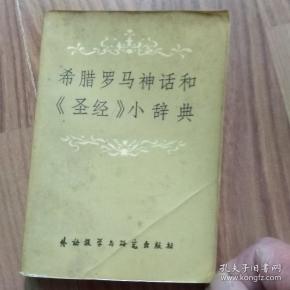 希腊罗马神话和
《圣经》小辞典
外语教学与研究出版社
孔夫子旧书网